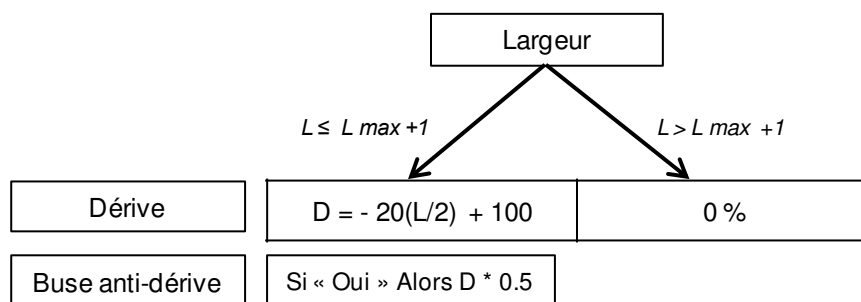 Largeur
L ≤ L max +1
L > L max +1
Dérive
D = - 20(L/2) + 100
0 %
Buse anti-dérive
Si « Oui » Alors D * 0.5